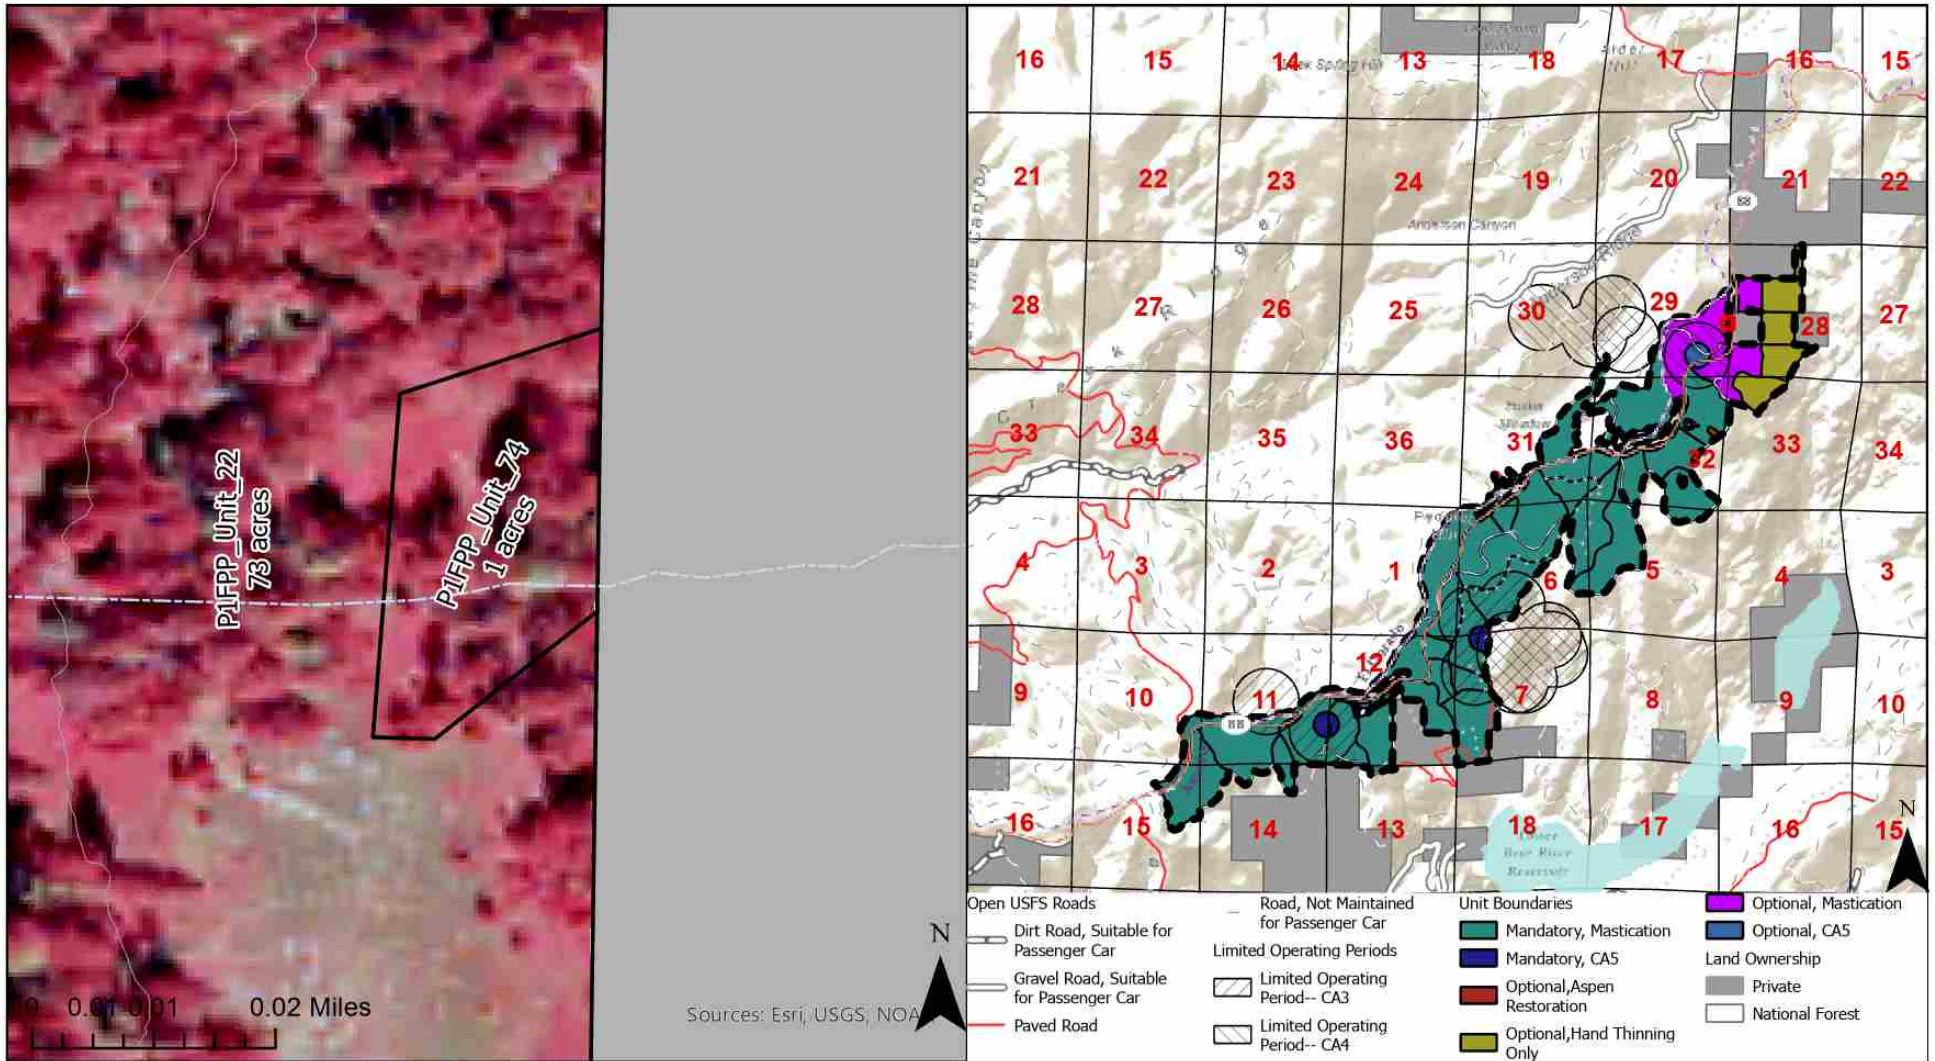 P1FPP_Unit_22
73 acres
P1FPP_Unit_74
1 acres
0 0.01 0.01 0.02 Miles
N
Sources: Esri, USGS, NOA
16 15 14 13 18 17 16 15
21 22 23 24 19 20 21 22
88
Anderson Canyon
28 27 26 25 30 29 28 27
33 34 35 36 31 32 33 34
4 3 2 1 6 5 4 3
9 10 11 12 7 8 9 10
88
16 15 14 13 18 17 16 15
Bear River
Reservoir
N
Open USFS Roads
Dirt Road, Suitable for
Passenger Car
Gravel Road, Suitable
for Passenger Car
Paved Road
Road, Not Maintained
for Passenger Car
Limited Operating Periods
Limited Operating
Period-- CA3
Limited Operating
Period-- CA4
Unit Boundaries
Mandatory, Mastication
Mandatory, CA5
Optional,Aspen
Restoration
Optional,Hand Thinning
Only
Optional, Mastication
Optional, CA5
Land Ownership
Private
National Forest